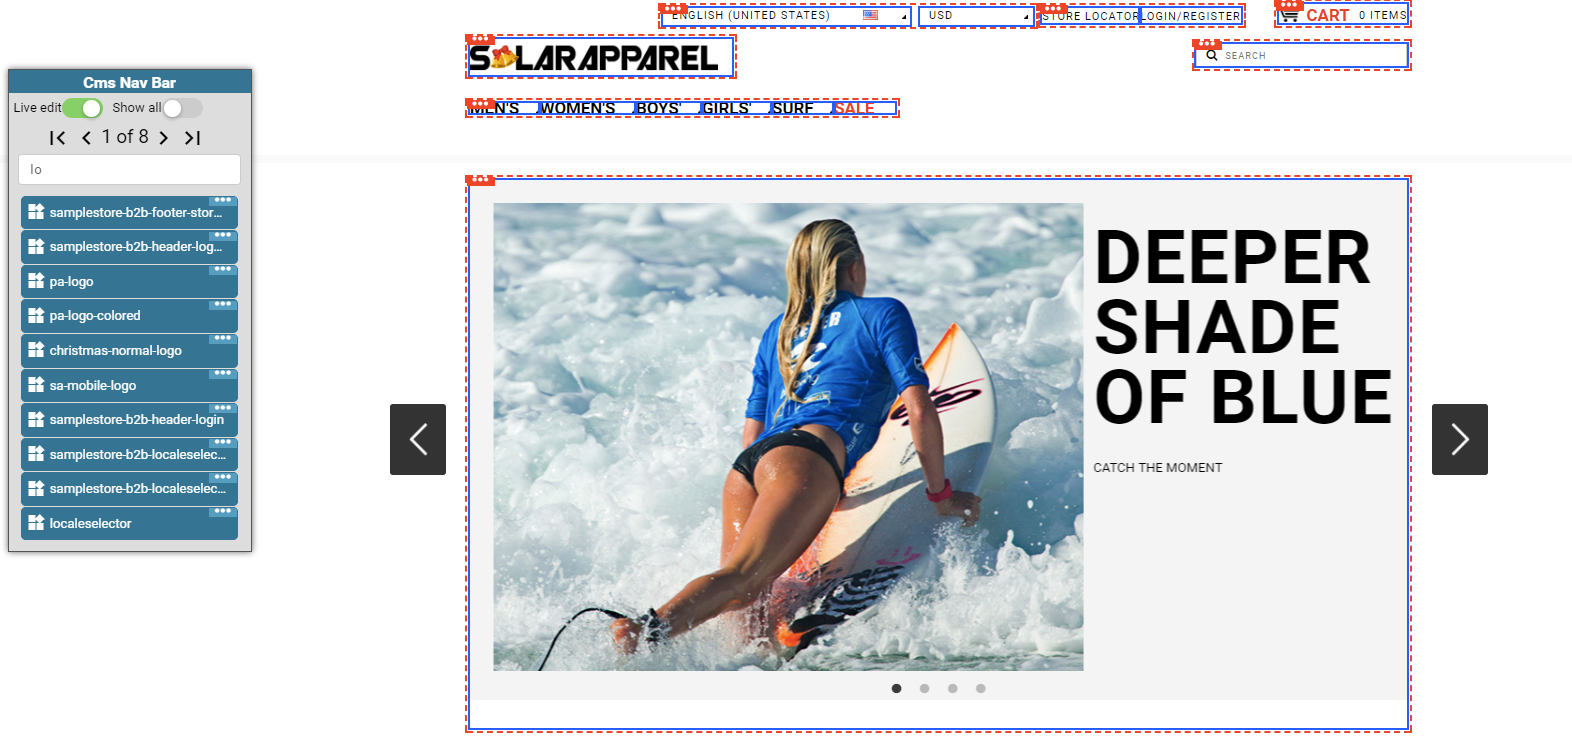 ENGLISH (UNITED STATES)
USD
STORE LOCATOR
LOGIN/REGISTER
CART 0 ITEMS
SOLARAPPAREL
SEARCH
MEN'S
WOMEN'S
BOYS'
GIRLS'
SURF
SALE
Cms Nav Bar
Live edit Show all
1 of 8
lo
samplestore-b2b-footer-stor...
samplestore-b2b-header-log...
pa-logo
pa-logo-colored
christmas-normal-logo
sa-mobile-logo
samplestore-b2b-header-login
samplestore-b2b-localeselec...
samplestore-b2b-localeselec...
localeselector
DEEPER
SHADE
OF BLUE
CATCH THE MOMENT